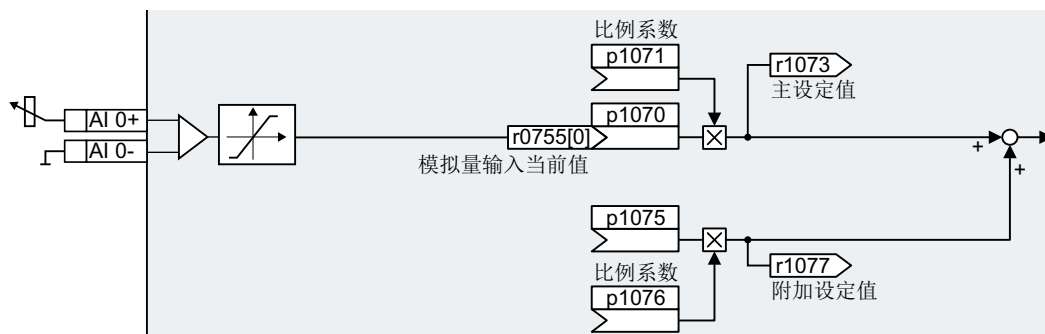 比例系数
p1071
r1073
主设定值
AI 0+
p1070
r0755[0]
AI 0-
模拟量输入当前值
+
+
p1075
比例系数
r1077
p1076
附加设定值